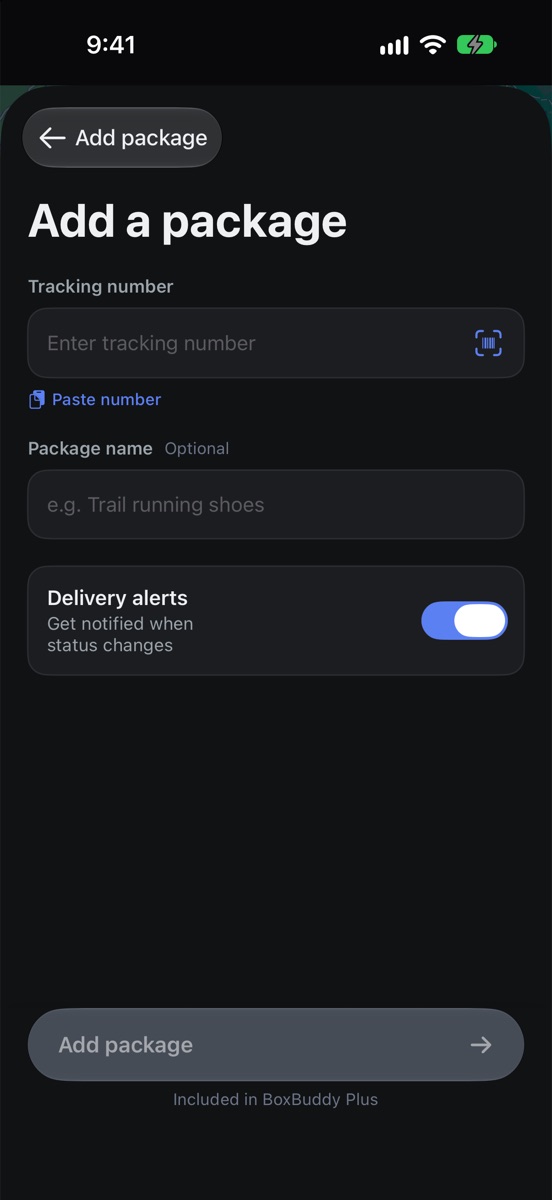 9:41
Add package
Add a package
Tracking number
Enter tracking number
Paste number
Package name Optional
e.g. Trail running shoes
Delivery alerts
Get notified when
status changes
Add package
Included in BoxBuddy Plus